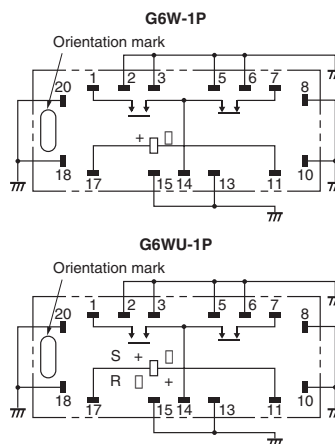 G6W-1P
Orientation mark
20 1 2 3 5 6 7 8
+
18 17 15 14 13 11 10
G6WU-1P
Orientation mark
20 1 2 3 5 6 7 8
S +
R +
18 17 15 14 13 11 10